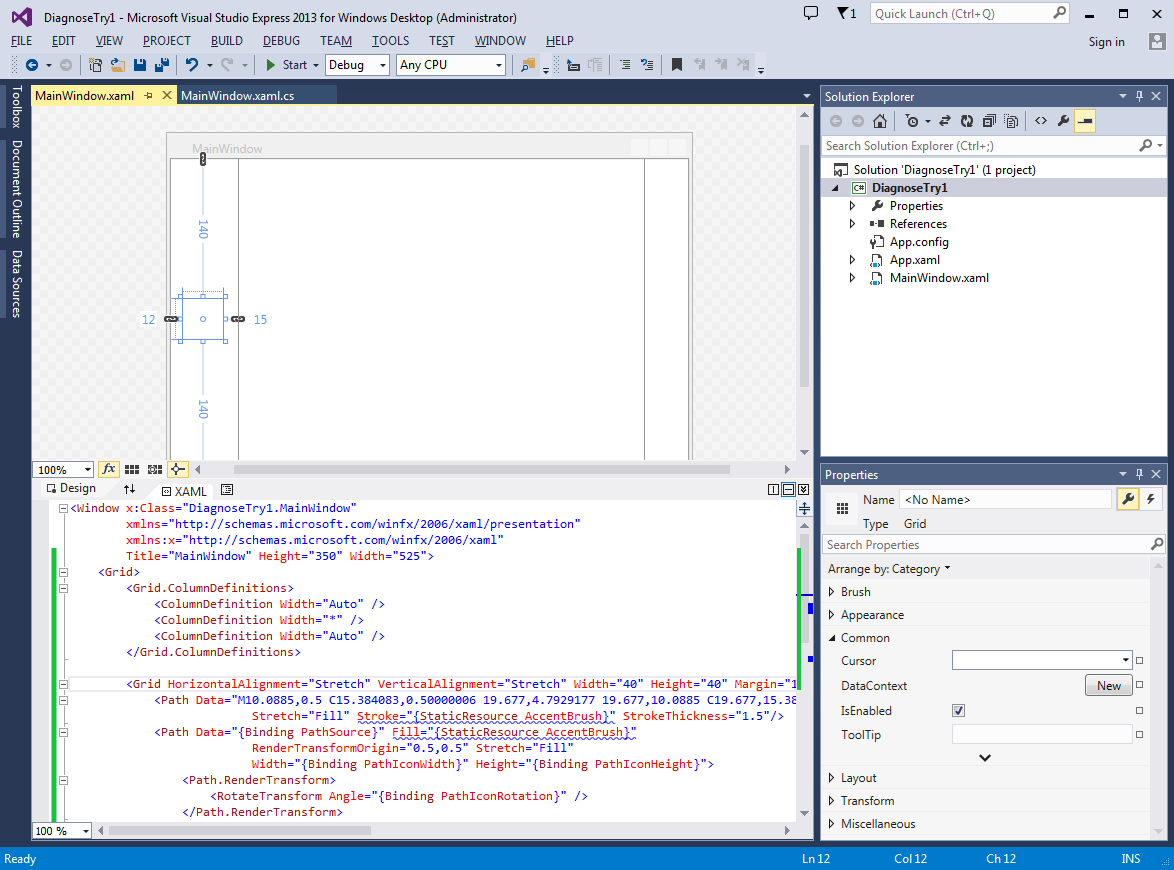 DiagnoseTry1 - Microsoft Visual Studio Express 2013 for Windows Desktop (Administrator)
1
Quick Launch (Ctrl+Q)
FILE EDIT VIEW PROJECT BUILD DEBUG TEAM TOOLS TEST WINDOW HELP
Sign in
Start
Debug
Any CPU
Toolbox
Document Outline
Data Sources
MainWindow.xaml
MainWindow.xaml.cs
MainWindow
140
12
15
140
100%
fx
Design
XAML
<Window x:Class="DiagnoseTry1.MainWindow"
xmlns="http://schemas.microsoft.com/winfx/2006/xaml/presentation"
xmlns:x="http://schemas.microsoft.com/winfx/2006/xaml"
Title="MainWindow" Height="350" Width="525">
<Grid>
<Grid.ColumnDefinitions>
<ColumnDefinition Width="Auto" />
<ColumnDefinition Width="*" />
<ColumnDefinition Width="Auto" />
</Grid.ColumnDefinitions>
<Grid HorizontalAlignment="Stretch" VerticalAlignment="Stretch" Width="40" Height="40" Margin="1
<Path Data="M10.0885,0.5 C15.384083,0.50000006 19.677,4.7929177 19.677,10.0885 C19.677,15.38
Stretch="Fill" Stroke="{StaticResource AccentBrush}" StrokeThickness="1.5"/>
<Path Data="{Binding PathSource}" Fill="{StaticResource AccentBrush}"
RenderTransformOrigin="0.5,0.5" Stretch="Fill"
Width="{Binding PathIconWidth}" Height="{Binding PathIconHeight}">
<Path.RenderTransform>
<RotateTransform Angle="{Binding PathIconRotation}" />
</Path.RenderTransform>
100 %
Solution Explorer
Search Solution Explorer (Ctrl+;)
Solution 'DiagnoseTry1' (1 project)
C# DiagnoseTry1
Properties
References
App.config
App.xaml
MainWindow.xaml
Properties
Name <No Name>
Type Grid
Search Properties
Arrange by: Category
Brush
Appearance
Common
Cursor
DataContext New
IsEnabled
ToolTip
Layout
Transform
Miscellaneous
Ready
Ln 12 Col 12 Ch 12 INS